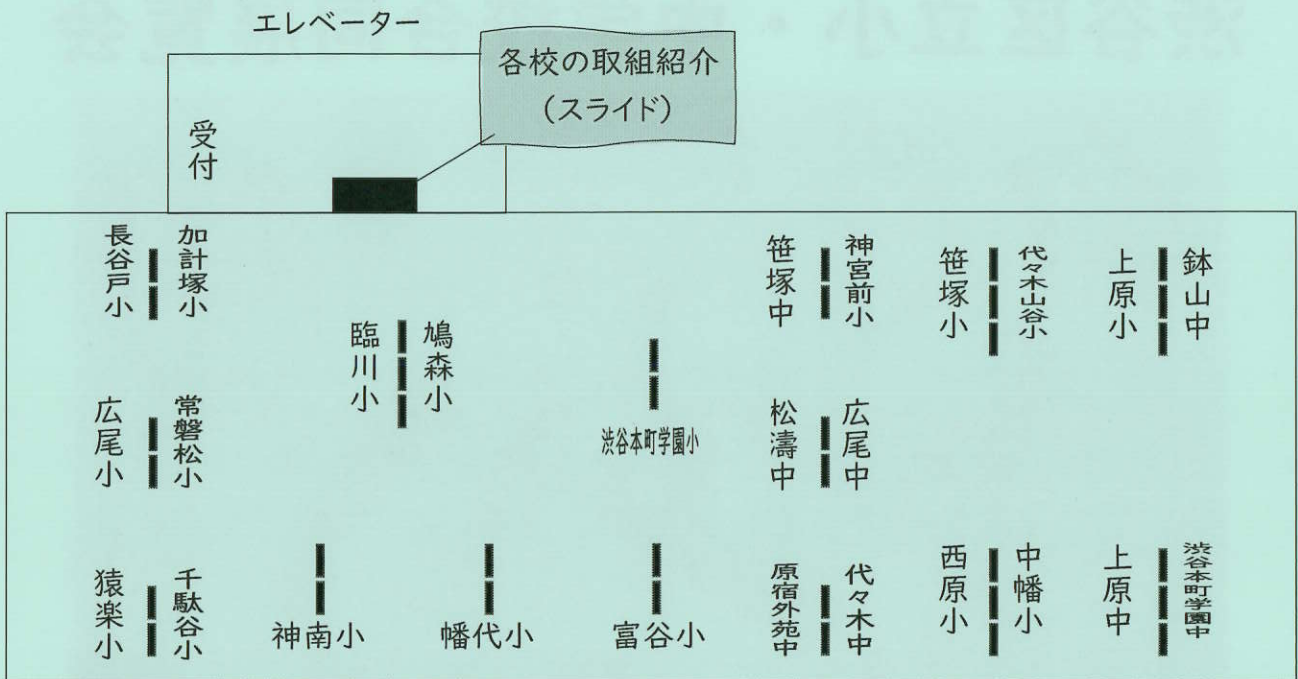 エレベーター
各校の取組紹介
(スライド)
受付
長谷戸小
加計塚小
臨川小
鳩森小
笹塚中
神宮前小
笹塚小
代々木山谷小
上原小
鉢山中
広尾小
常磐松小
渋谷本町学園小
松濤中
広尾中
猿楽小
千駄谷小
神南小
幡代小
富谷小
原宿外苑中
代々木中
西原小
中幡小
上原中
渋谷本町学園中